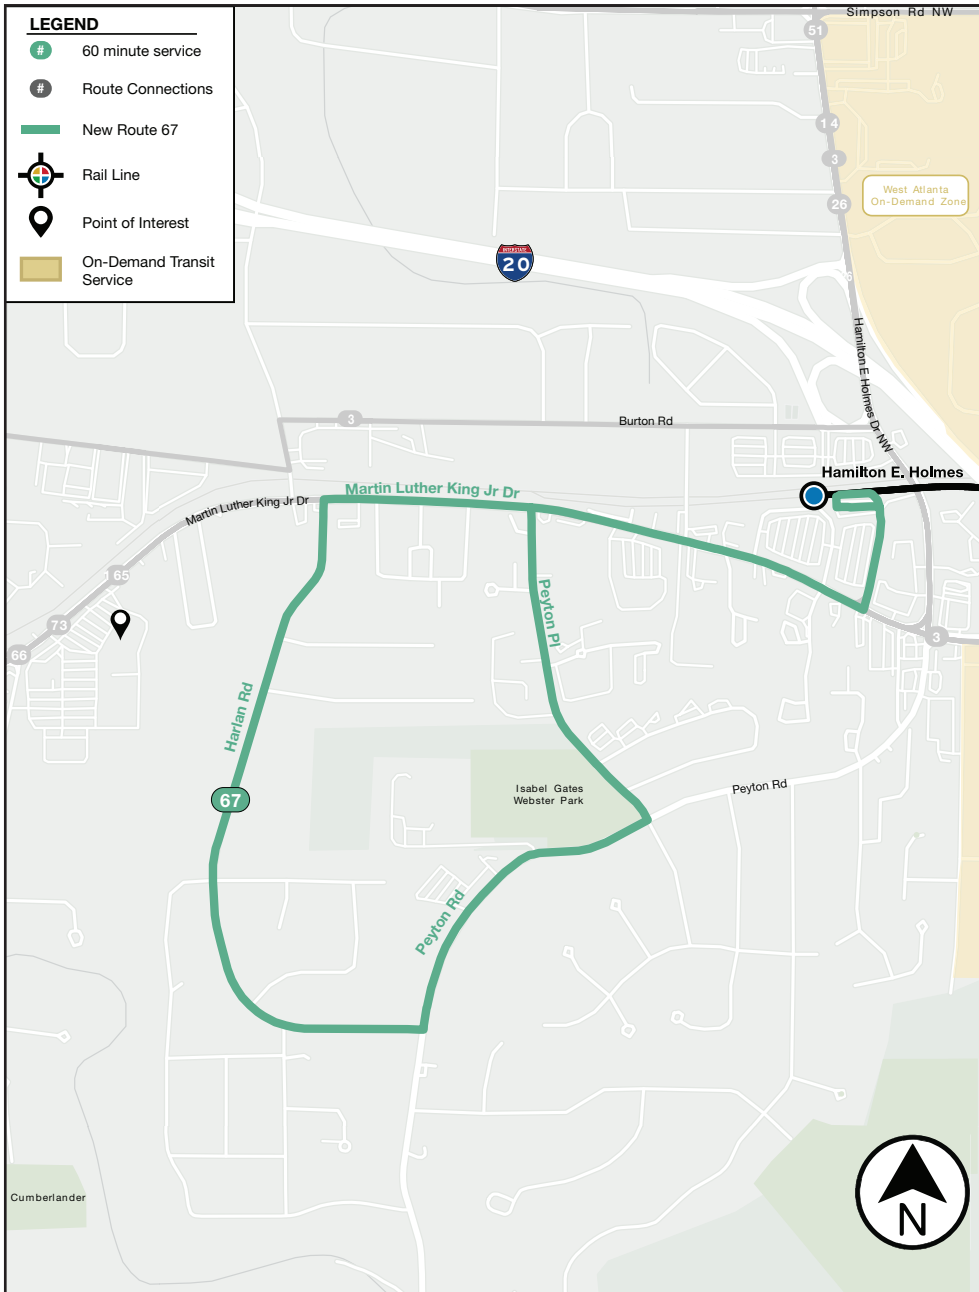 LEGEND
# 60 minute service
# Route Connections
New Route 67
Rail Line
Point of Interest
On-Demand Transit
Service
Simpson Rd NW
51
14
3
26
West Atlanta
On-Demand Zone
INTERSTATE
20
Hamilton E Holmes Dr NW
3
Burton Rd
Hamilton E. Holmes
Martin Luther King Jr Dr
Martin Luther King Jr Dr
165
73
66
Peyton Pl
3
Harlan Rd
67
Isabel Gates
Webster Park
Peyton Rd
Peyton Rd
Cumberlander
N